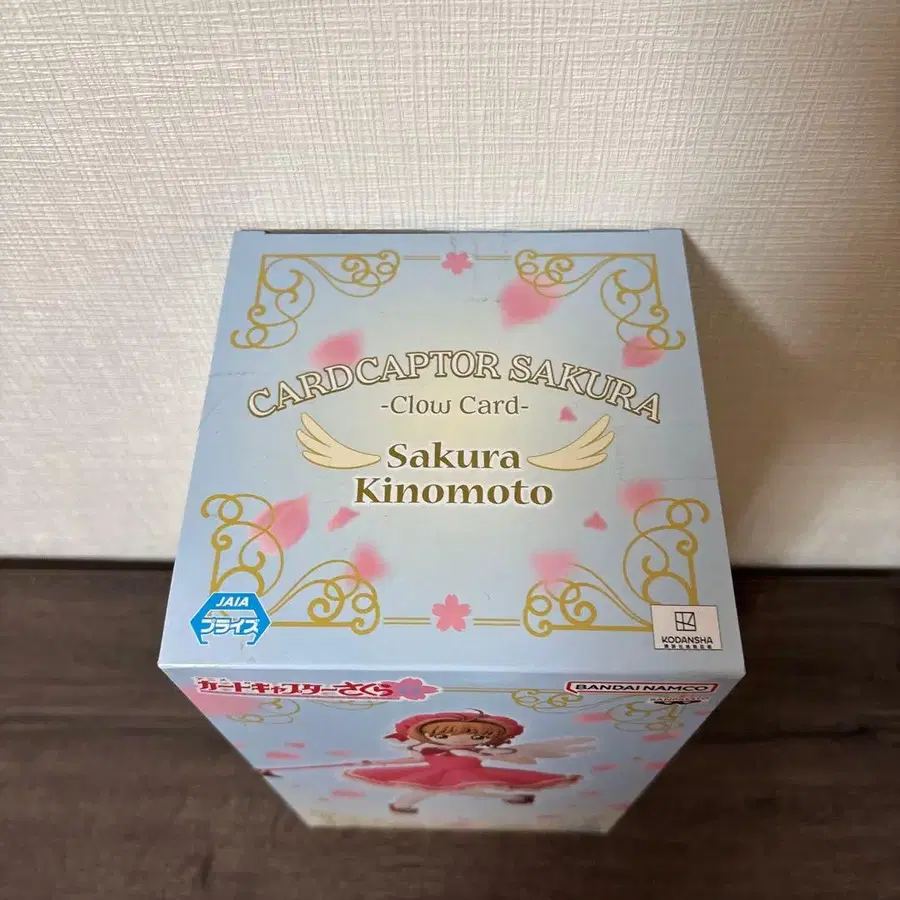 CARDCAPTOR SAKURA
-Clow Card-
Sakura
Kinomoto
JAIA
プライズ
KODANSHA
カードキャプターさくら
BANDAI NAMCO